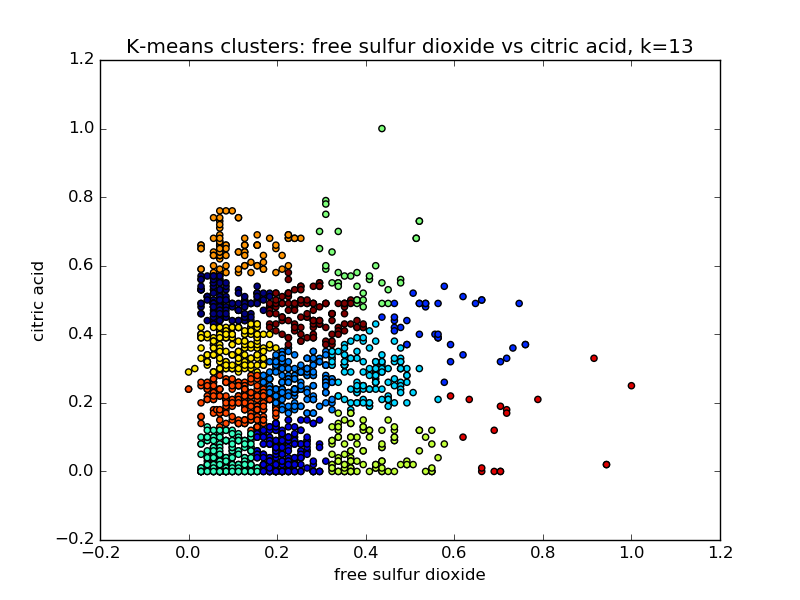 K-means clusters: free sulfur dioxide vs citric acid, k=13
1.2
1.0
0.8
0.6
0.4
0.2
0.0
−0.2
citric acid
−0.2 0.0 0.2 0.4 0.6 0.8 1.0 1.2
free sulfur dioxide